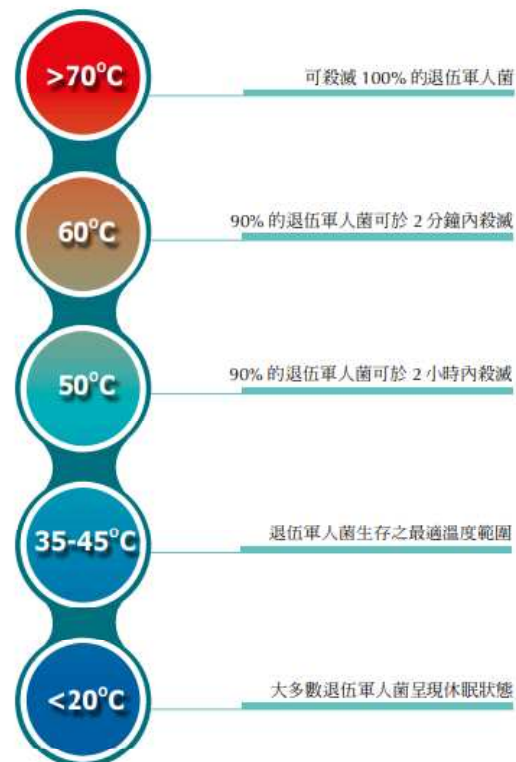 >70°C
可殺滅 100% 的退伍軍人菌
60°C
90% 的退伍軍人菌可於 2 分鐘內殺滅
50°C
90% 的退伍軍人菌可於 2 小時內殺滅
35-45°C
退伍軍人菌生存之最適溫度範圍
<20°C
大多數退伍軍人菌呈現休眠狀態